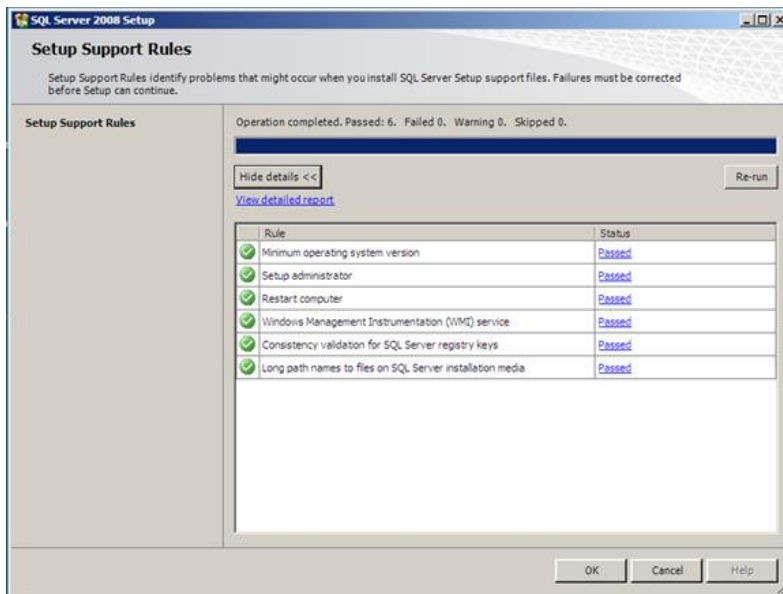 SQL Server 2008 Setup
Setup Support Rules
Setup Support Rules identify problems that might occur when you install SQL Server Setup support files. Failures must be corrected
before Setup can continue.
Setup Support Rules
Operation completed. Passed: 6. Failed 0. Warning 0. Skipped 0.
Hide details <<
Re-run
View detailed report
Rule Status
Minimum operating system version Passed
Setup administrator Passed
Restart computer Passed
Windows Management Instrumentation (WMI) service Passed
Consistency validation for SQL Server registry keys Passed
Long path names to files on SQL Server installation media Passed
OK Cancel Help